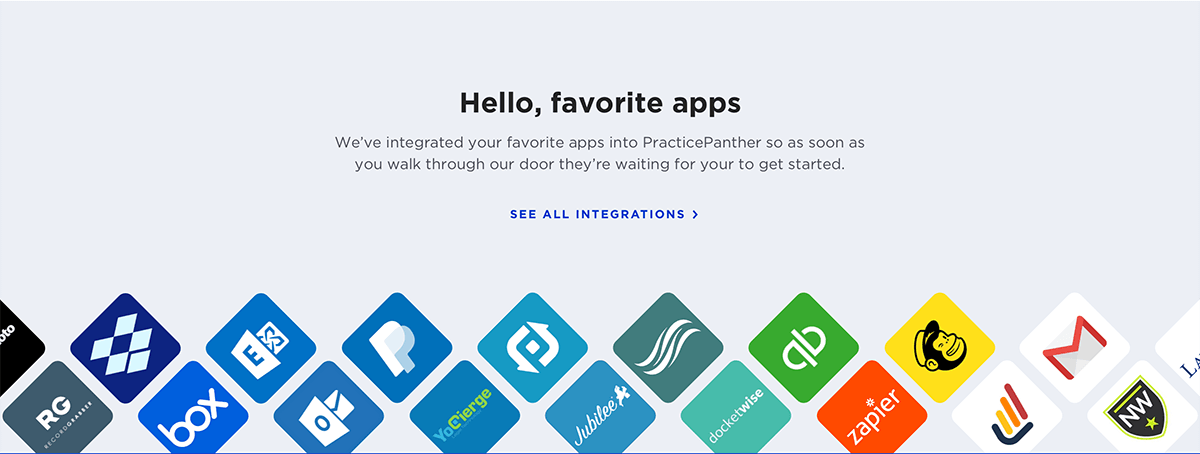 Hello, favorite apps
We’ve integrated your favorite apps into PracticePanther so as soon as
you walk through our door they’re waiting for your to get started.
SEE ALL INTEGRATIONS >
RG
RECORDGRABBER
box
E
O
YoCierge
Jubilee
docketwise
qb
zapier
NW